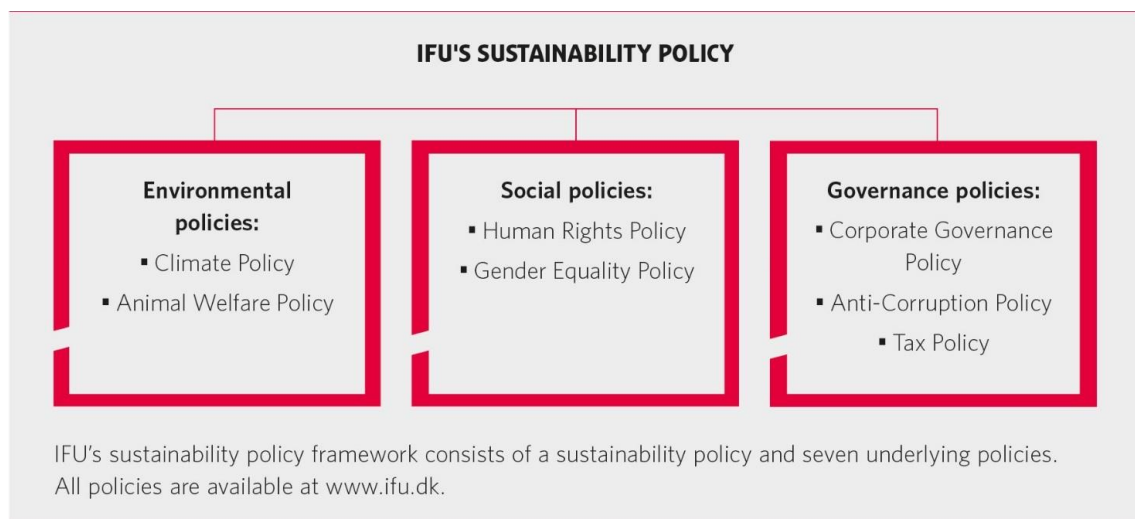 IFU'S SUSTAINABILITY POLICY
Environmental
policies:
▪ Climate Policy
▪ Animal Welfare Policy
Social policies:
▪ Human Rights Policy
▪ Gender Equality Policy
Governance policies:
▪ Corporate Governance
Policy
▪ Anti-Corruption Policy
▪ Tax Policy
IFU's sustainability policy framework consists of a sustainability policy and seven underlying policies.
All policies are available at www.ifu.dk.